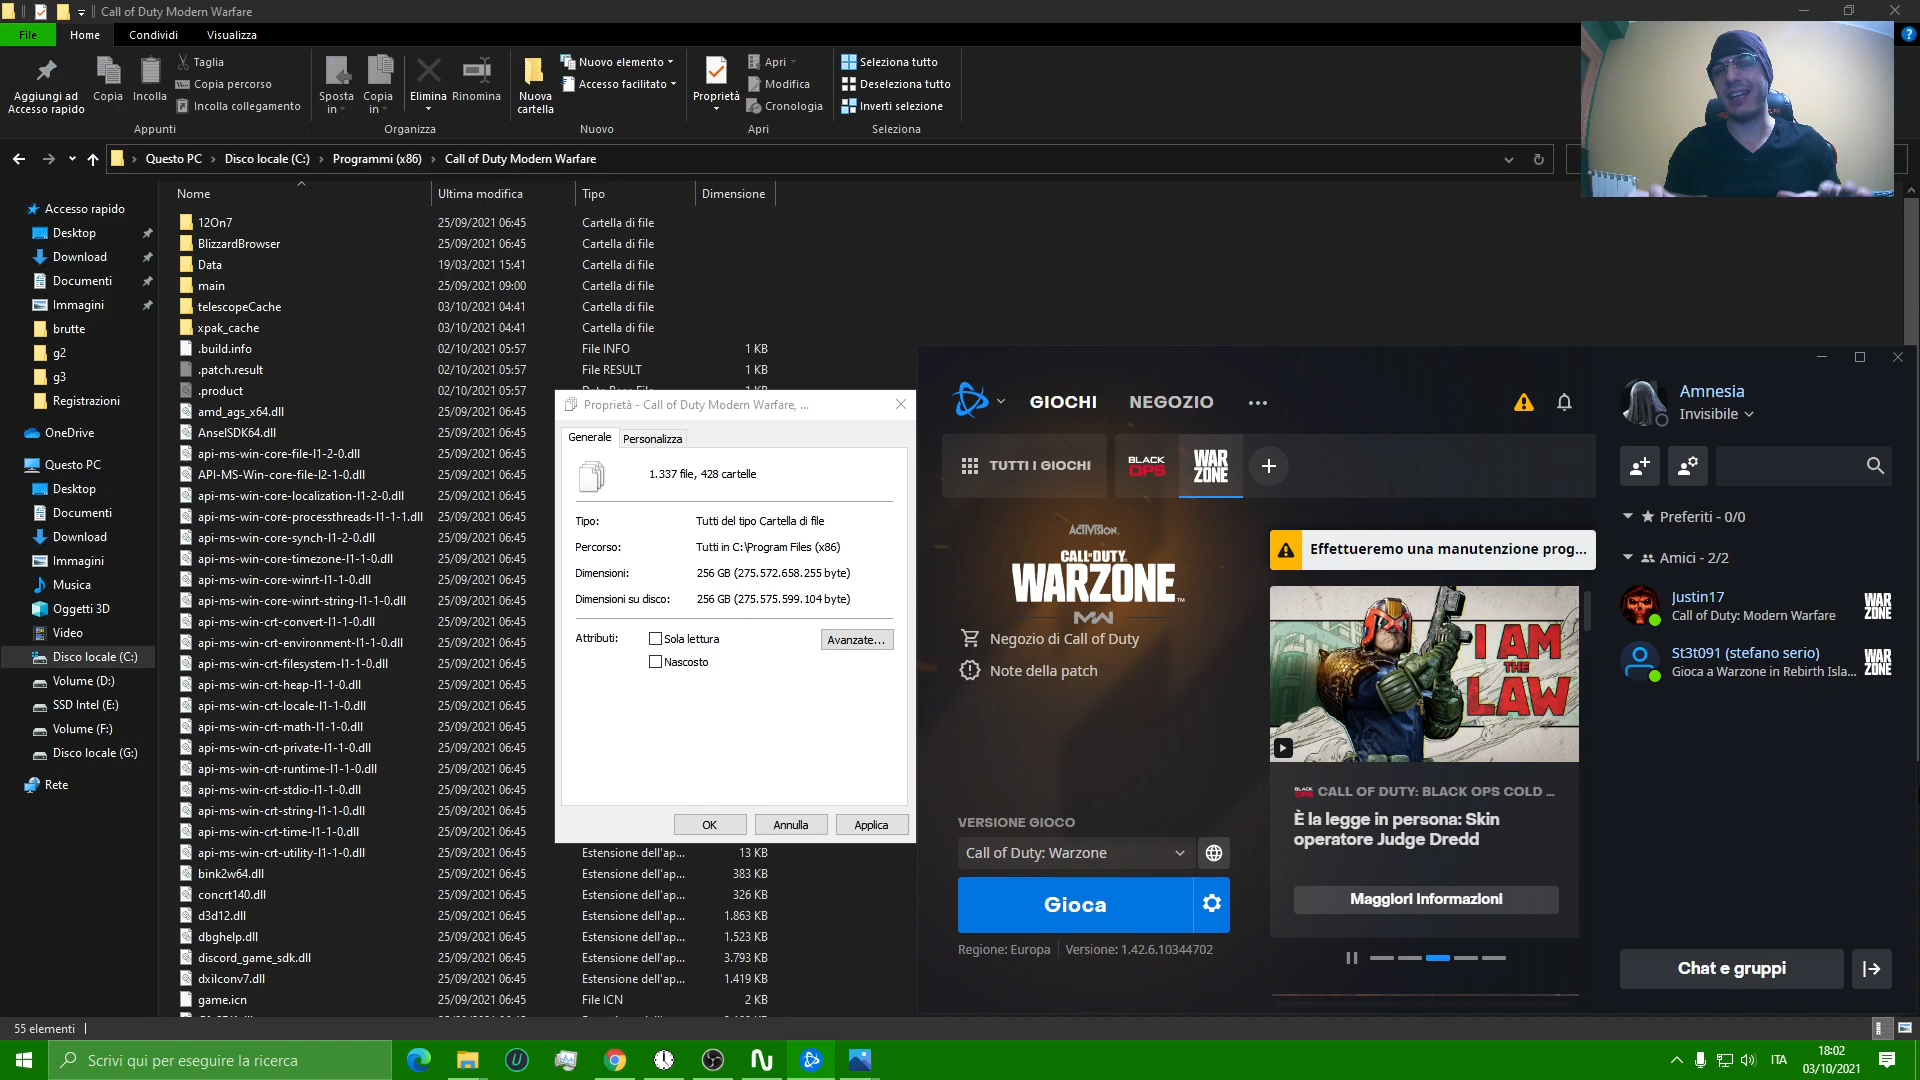 Call of Duty Modern Warfare
File
Home
Condividi
Visualizza
Aggiungi ad
Accesso rapido
Copia
Incolla
Taglia
Copia percorso
Incolla collegamento
Appunti
Sposta
in
Copia
in
Elimina
Rinomina
Organizza
Nuova
cartella
Nuovo elemento
Accesso facilitato
Nuovo
Proprietà
Apri
Modifica
Cronologia
Apri
Seleziona tutto
Deseleziona tutto
Inverti selezione
Seleziona
Questo PC
Disco locale (C:)
Programmi (x86)
Call of Duty Modern Warfare
Accesso rapido
Desktop
Download
Documenti
Immagini
brutte
g2
g3
Registrazioni
OneDrive
Questo PC
Desktop
Documenti
Download
Immagini
Musica
Oggetti 3D
Video
Disco locale (C:)
Volume (D:)
SSD Intel (E:)
Volume (F:)
Disco locale (G:)
Rete
Nome Ultima modifica Tipo Dimensione
12On7 25/09/2021 06:45 Cartella di file
BlizzardBrowser 25/09/2021 06:45 Cartella di file
Data 19/03/2021 15:41 Cartella di file
main 25/09/2021 09:00 Cartella di file
telescopeCache 03/10/2021 04:41 Cartella di file
xpak_cache 03/10/2021 04:41 Cartella di file
.build.info 02/10/2021 05:57 File INFO 1 KB
.patch.result 02/10/2021 05:57 File RESULT 1 KB
.product 02/10/2021 05:57 Data Base File 1 KB
amd_ags_x64.dll 25/09/2021 06:45
AnselSDK64.dll 25/09/2021 06:45
api-ms-win-core-file-l1-2-0.dll 25/09/2021 06:45
API-MS-Win-core-file-l2-1-0.dll 25/09/2021 06:45
api-ms-win-core-localization-l1-2-0.dll 25/09/2021 06:45
api-ms-win-core-processthreads-l1-1-1.dll 25/09/2021 06:45
api-ms-win-core-synch-l1-2-0.dll 25/09/2021 06:45
api-ms-win-core-timezone-l1-1-0.dll 25/09/2021 06:45
api-ms-win-core-winrt-l1-1-0.dll 25/09/2021 06:45
api-ms-win-core-winrt-string-l1-1-0.dll 25/09/2021 06:45
api-ms-win-crt-convert-l1-1-0.dll 25/09/2021 06:45
api-ms-win-crt-environment-l1-1-0.dll 25/09/2021 06:45
api-ms-win-crt-filesystem-l1-1-0.dll 25/09/2021 06:45
api-ms-win-crt-heap-l1-1-0.dll 25/09/2021 06:45
api-ms-win-crt-locale-l1-1-0.dll 25/09/2021 06:45
api-ms-win-crt-math-l1-1-0.dll 25/09/2021 06:45
api-ms-win-crt-private-l1-1-0.dll 25/09/2021 06:45
api-ms-win-crt-runtime-l1-1-0.dll 25/09/2021 06:45
api-ms-win-crt-stdio-l1-1-0.dll 25/09/2021 06:45
api-ms-win-crt-string-l1-1-0.dll 25/09/2021 06:45
api-ms-win-crt-time-l1-1-0.dll 25/09/2021 06:45
api-ms-win-crt-utility-l1-1-0.dll 25/09/2021 06:45 Estensione dell'ap... 13 KB
bink2w64.dll 25/09/2021 06:45 Estensione dell'ap... 383 KB
concrt140.dll 25/09/2021 06:45 Estensione dell'ap... 326 KB
d3d12.dll 25/09/2021 06:45 Estensione dell'ap... 1.863 KB
dbghelp.dll 25/09/2021 06:45 Estensione dell'ap... 1.523 KB
discord_game_sdk.dll 25/09/2021 06:45 Estensione dell'ap... 3.793 KB
dxilconv7.dll 25/09/2021 06:45 Estensione dell'ap... 1.419 KB
game.icn 25/09/2021 06:45 File ICN 2 KB
55 elementi
Proprietà - Call of Duty Modern Warfare, ...
Generale
Personalizza
1.337 file, 428 cartelle
Tipo: Tutti del tipo Cartella di file
Percorso: Tutti in C:\Program Files (x86)
Dimensioni: 256 GB (275.572.658.255 byte)
Dimensioni su disco: 256 GB (275.575.599.104 byte)
Attributi:
Sola lettura
Avanzate...
Nascosto
OK
Annulla
Applica
GIOCHI
NEGOZIO
TUTTI I GIOCHI
BLACK
OPS
WAR
ZONE
ACTIVISION.
CALL OF DUTY
WARZONE
MW
Negozio di Call of Duty
Note della patch
VERSIONE GIOCO
Call of Duty: Warzone
Gioca
Regione: Europa
Versione: 1.42.6.10344702
Effettueremo una manutenzione prog...
I AM
THE
LAW
BLACK
OPS
CALL OF DUTY: BLACK OPS COLD ...
È la legge in persona: Skin
operatore Judge Dredd
Maggiori Informazioni
Amnesia
Invisibile
Preferiti - 0/0
Amici - 2/2
Justin17
Call of Duty: Modern Warfare
WAR
ZONE
St3t091 (stefano serio)
Gioca a Warzone in Rebirth Isla...
WAR
ZONE
Chat e gruppi
Scrivi qui per eseguire la ricerca
ITA
18:02
03/10/2021